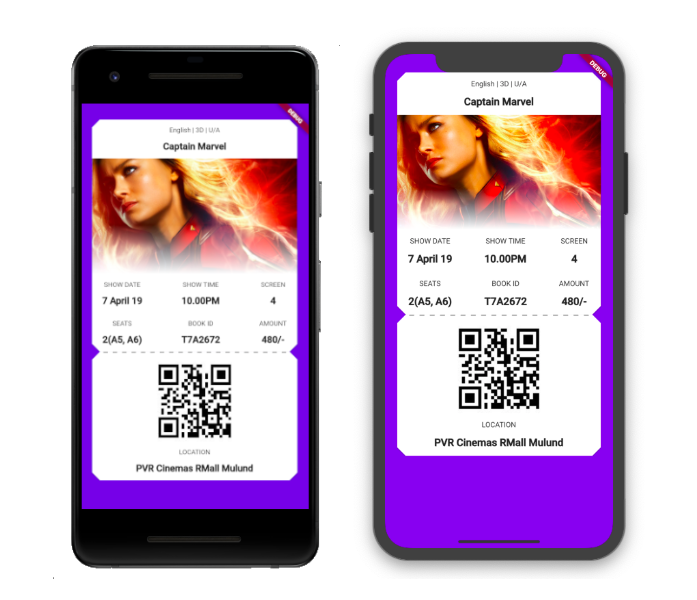 DEBUG
English | 3D | U/A
Captain Marvel
SHOW DATE SHOW TIME SCREEN
7 April 19 10.00PM 4
SEATS BOOK ID AMOUNT
2(A5, A6) T7A2672 480/-
LOCATION
PVR Cinemas RMall Mulund
DEBUG
English | 3D | U/A
Captain Marvel
SHOW DATE SHOW TIME SCREEN
7 April 19 10.00PM 4
SEATS BOOK ID AMOUNT
2(A5, A6) T7A2672 480/-
LOCATION
PVR Cinemas RMall Mulund